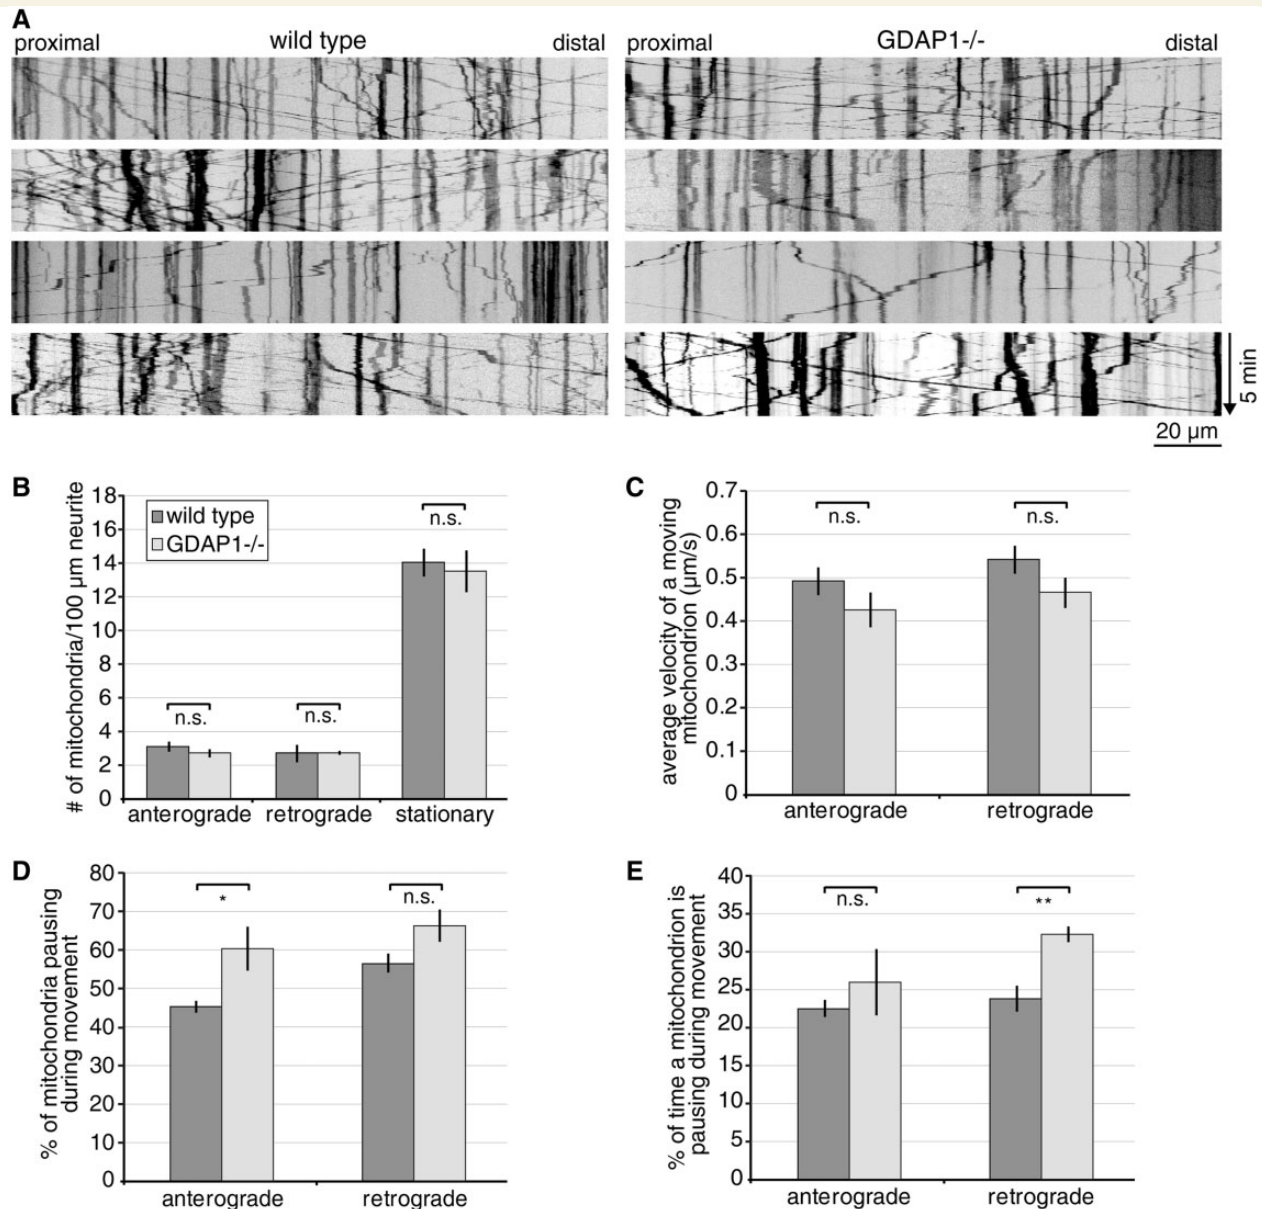 A
proximal wild type distal
proximal GDAP1-/- distal
5 min
20 µm
B
# of mitochondria/100 µm neurite
18
16
14
12
10
8
6
4
2
0
wild type
GDAP1-/-
n.s.
n.s.
n.s.
anterograde retrograde stationary
C
average velocity of a moving
mitochondrion (µm/s)
0.7
0.6
0.5
0.4
0.3
0.2
0.1
0
n.s.
n.s.
anterograde retrograde
D
% of mitochondria pausing
during movement
80
70
60
50
40
30
20
10
0
*
n.s.
anterograde retrograde
E
% of time a mitochondrion is
pausing during movement
40
35
30
25
20
15
10
5
0
n.s.
**
anterograde retrograde